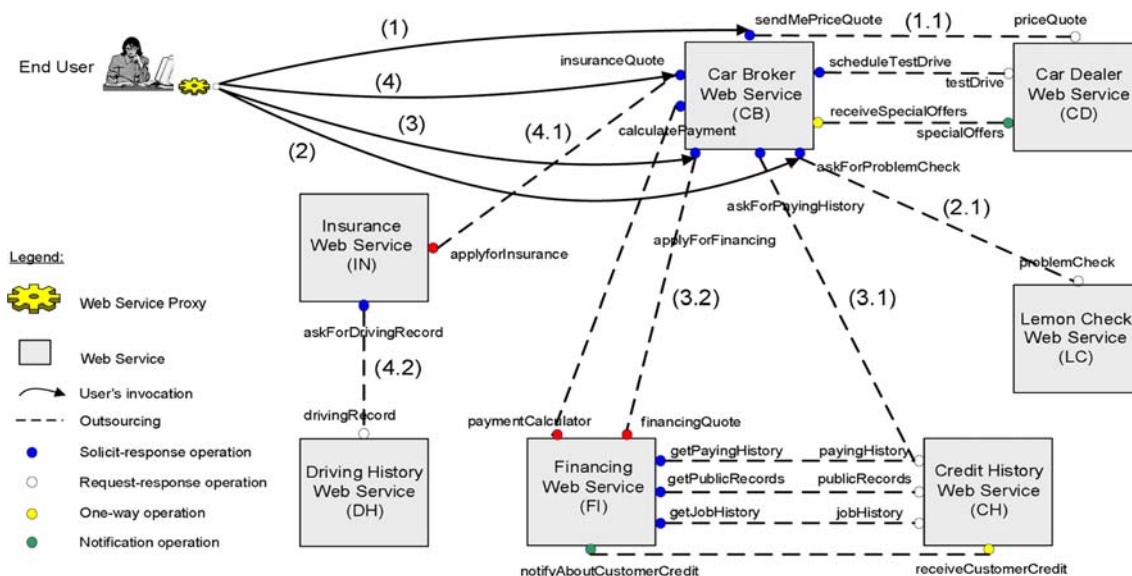 (1)
sendMePriceQuote
(1.1)
priceQuote
End User
insuranceQuote
Car Broker
Web Service
(CB)
scheduleTestDrive
testDrive
Car Dealer
Web Service
(CD)
(4)
receiveSpecialOffers
specialOffers
(3)
(4.1)
calculatePayment
(2)
askForProblemCheck
askForPayingHistory
(2.1)
Insurance
Web Service
(IN)
applyforInsurance
applyForFinancing
problemCheck
Legend:
Web Service Proxy
(3.2)
(3.1)
Lemon Check
Web Service
(LC)
askForDrivingRecord
Web Service
(4.2)
User's invocation
Outsourcing
drivingRecord
paymentCalculator
financingQuote
Solicit-response operation
Driving History
Web Service
(DH)
Financing
Web Service
(FI)
getPayingHistory
payingHistory
Credit History
Web Service
(CH)
Request-response operation
getPublicRecords
publicRecords
One-way operation
getJobHistory
jobHistory
Notification operation
notifyAboutCustomerCredit
receiveCustomerCredit